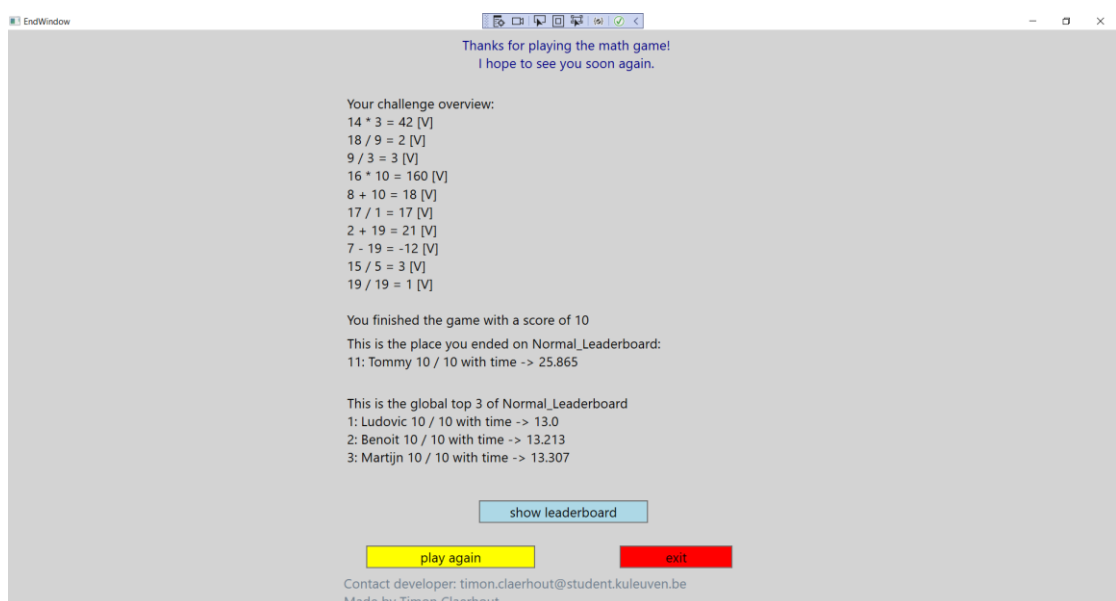 EndWindow
Thanks for playing the math game!
I hope to see you soon again.
Your challenge overview:
14 * 3 = 42 [V]
18 / 9 = 2 [V]
9 / 3 = 3 [V]
16 * 10 = 160 [V]
8 + 10 = 18 [V]
17 / 1 = 17 [V]
2 + 19 = 21 [V]
7 - 19 = -12 [V]
15 / 5 = 3 [V]
19 / 19 = 1 [V]
You finished the game with a score of 10
This is the place you ended on Normal_Leaderboard:
11: Tommy 10 / 10 with time -> 25.865
This is the global top 3 of Normal_Leaderboard
1: Ludovic 10 / 10 with time -> 13.0
2: Benoit 10 / 10 with time -> 13.213
3: Martijn 10 / 10 with time -> 13.307
show leaderboard
play again
exit
Contact developer: timon.claerhout@student.kuleuven.be
Made by Timon Claerhout